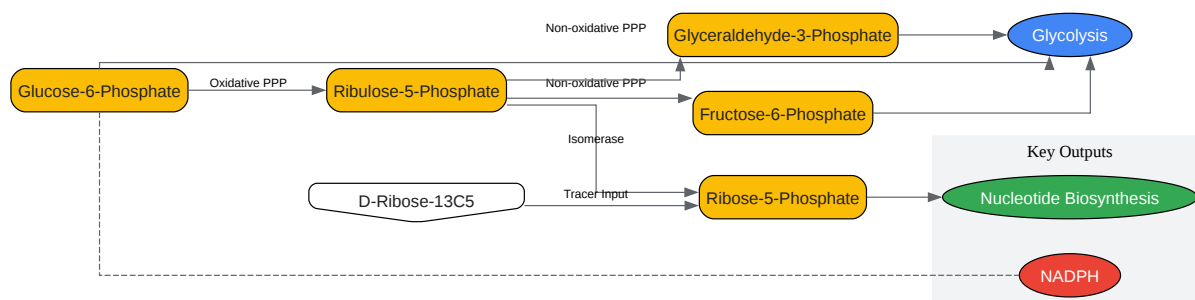 Non-oxidative PPP
Glyceraldehyde-3-Phosphate
Glycolysis
Glucose-6-Phosphate
Oxidative PPP
Ribulose-5-Phosphate
Non-oxidative PPP
Fructose-6-Phosphate
Isomerase
Key Outputs
D-Ribose-13C5
Tracer Input
Ribose-5-Phosphate
Nucleotide Biosynthesis
NADPH